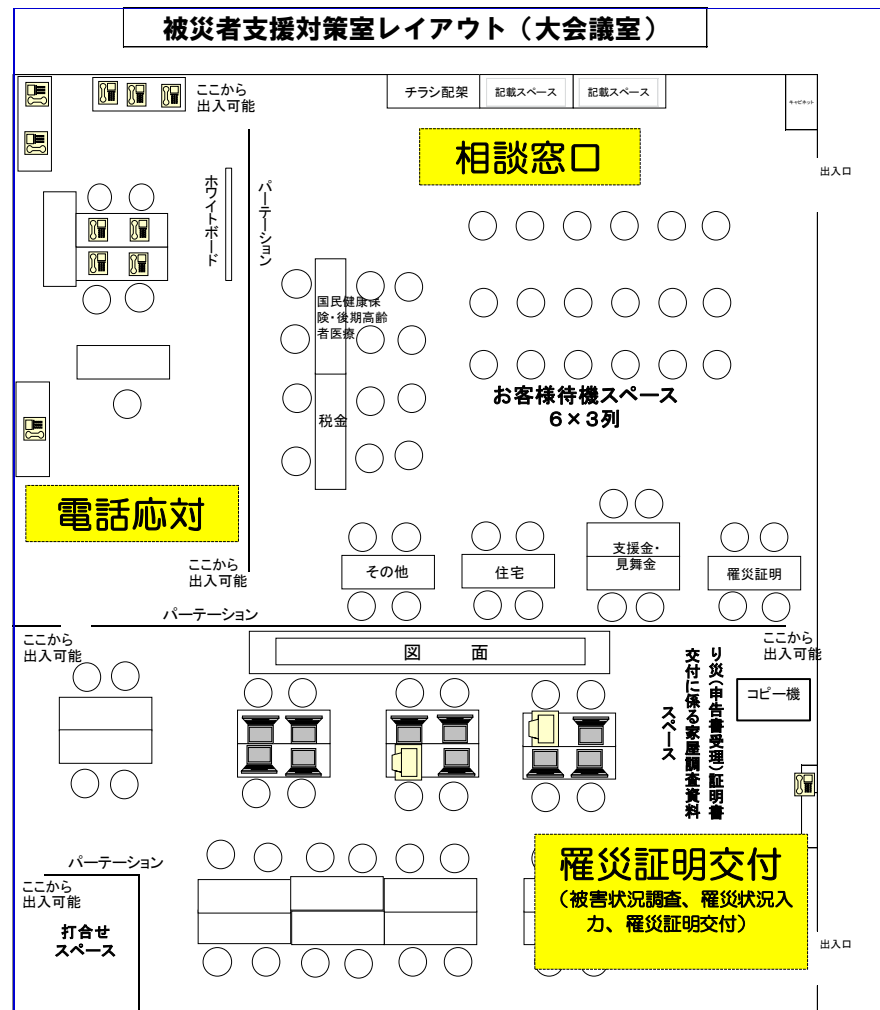 被災者支援対策室レイアウト（大会議室）
ここから
出入可能
チラシ配架
記載スペース
記載スペース
キャビネット
相談窓口
出入口
ホワイトボード
パーテーション
国民健康保
険・後期高齢
者医療
税金
お客様待機スペース
６×３列
電話応対
ここから
出入可能
その他
住宅
支援金・
見舞金
罹災証明
パーテーション
ここから
出入可能
ここから
出入可能
図　面
り災（申告書受理）証明書
交付に係る家屋調査資料
スペース
コピー機
パーテーション
ここから
出入可能
打合せ
スペース
罹災証明交付
（被害状況調査、罹災状況入
力、罹災証明交付）
出入口